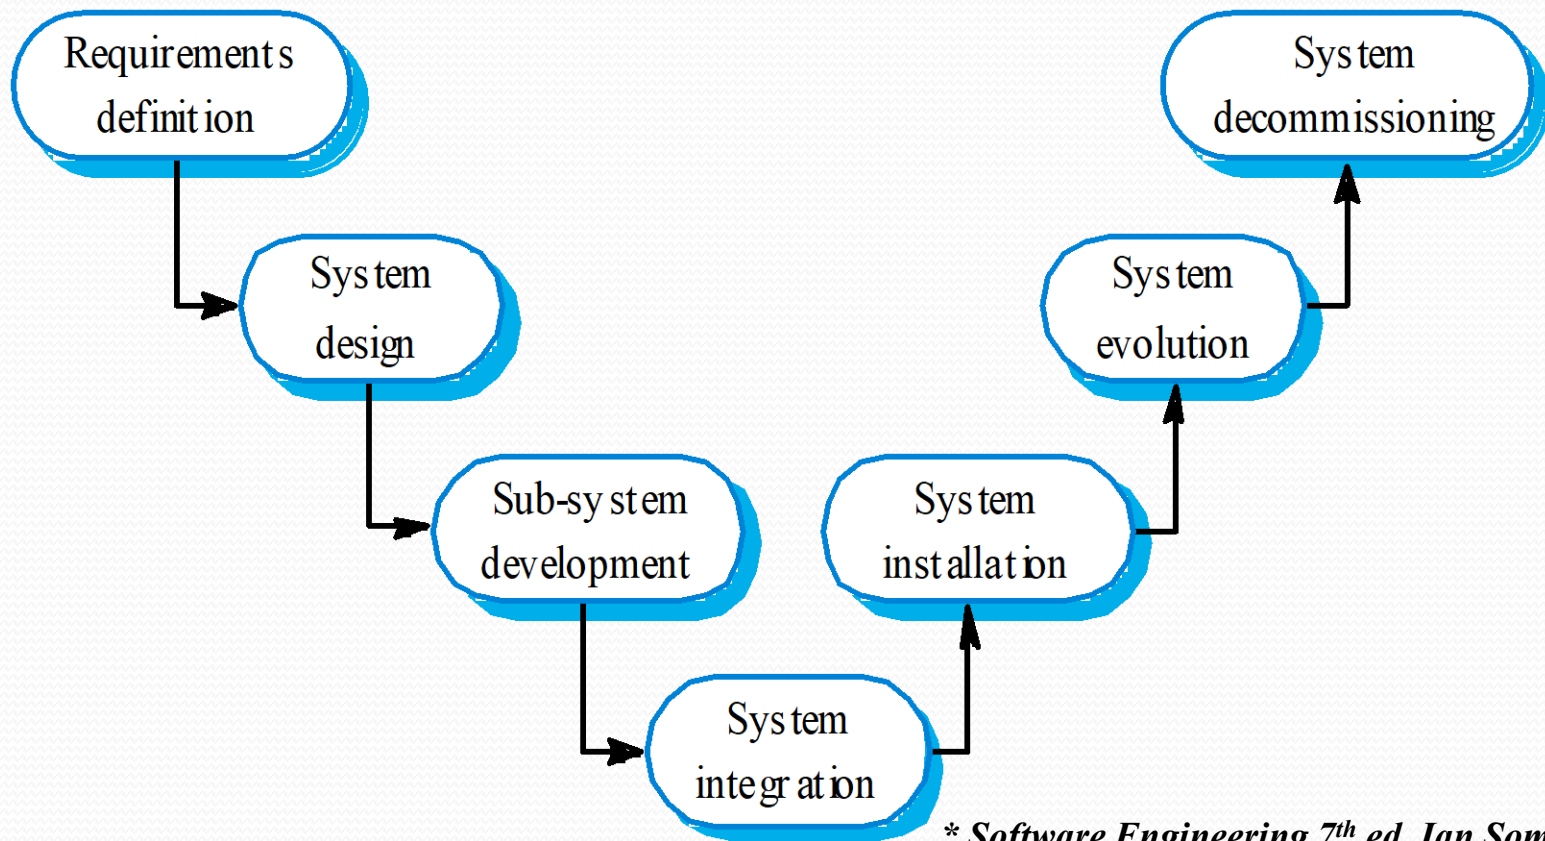 Requirements
definition
System
decommissioning
System
design
System
evolution
Sub-system
development
System
installation
System
integration
* Software Engineering 7th ed, Ian